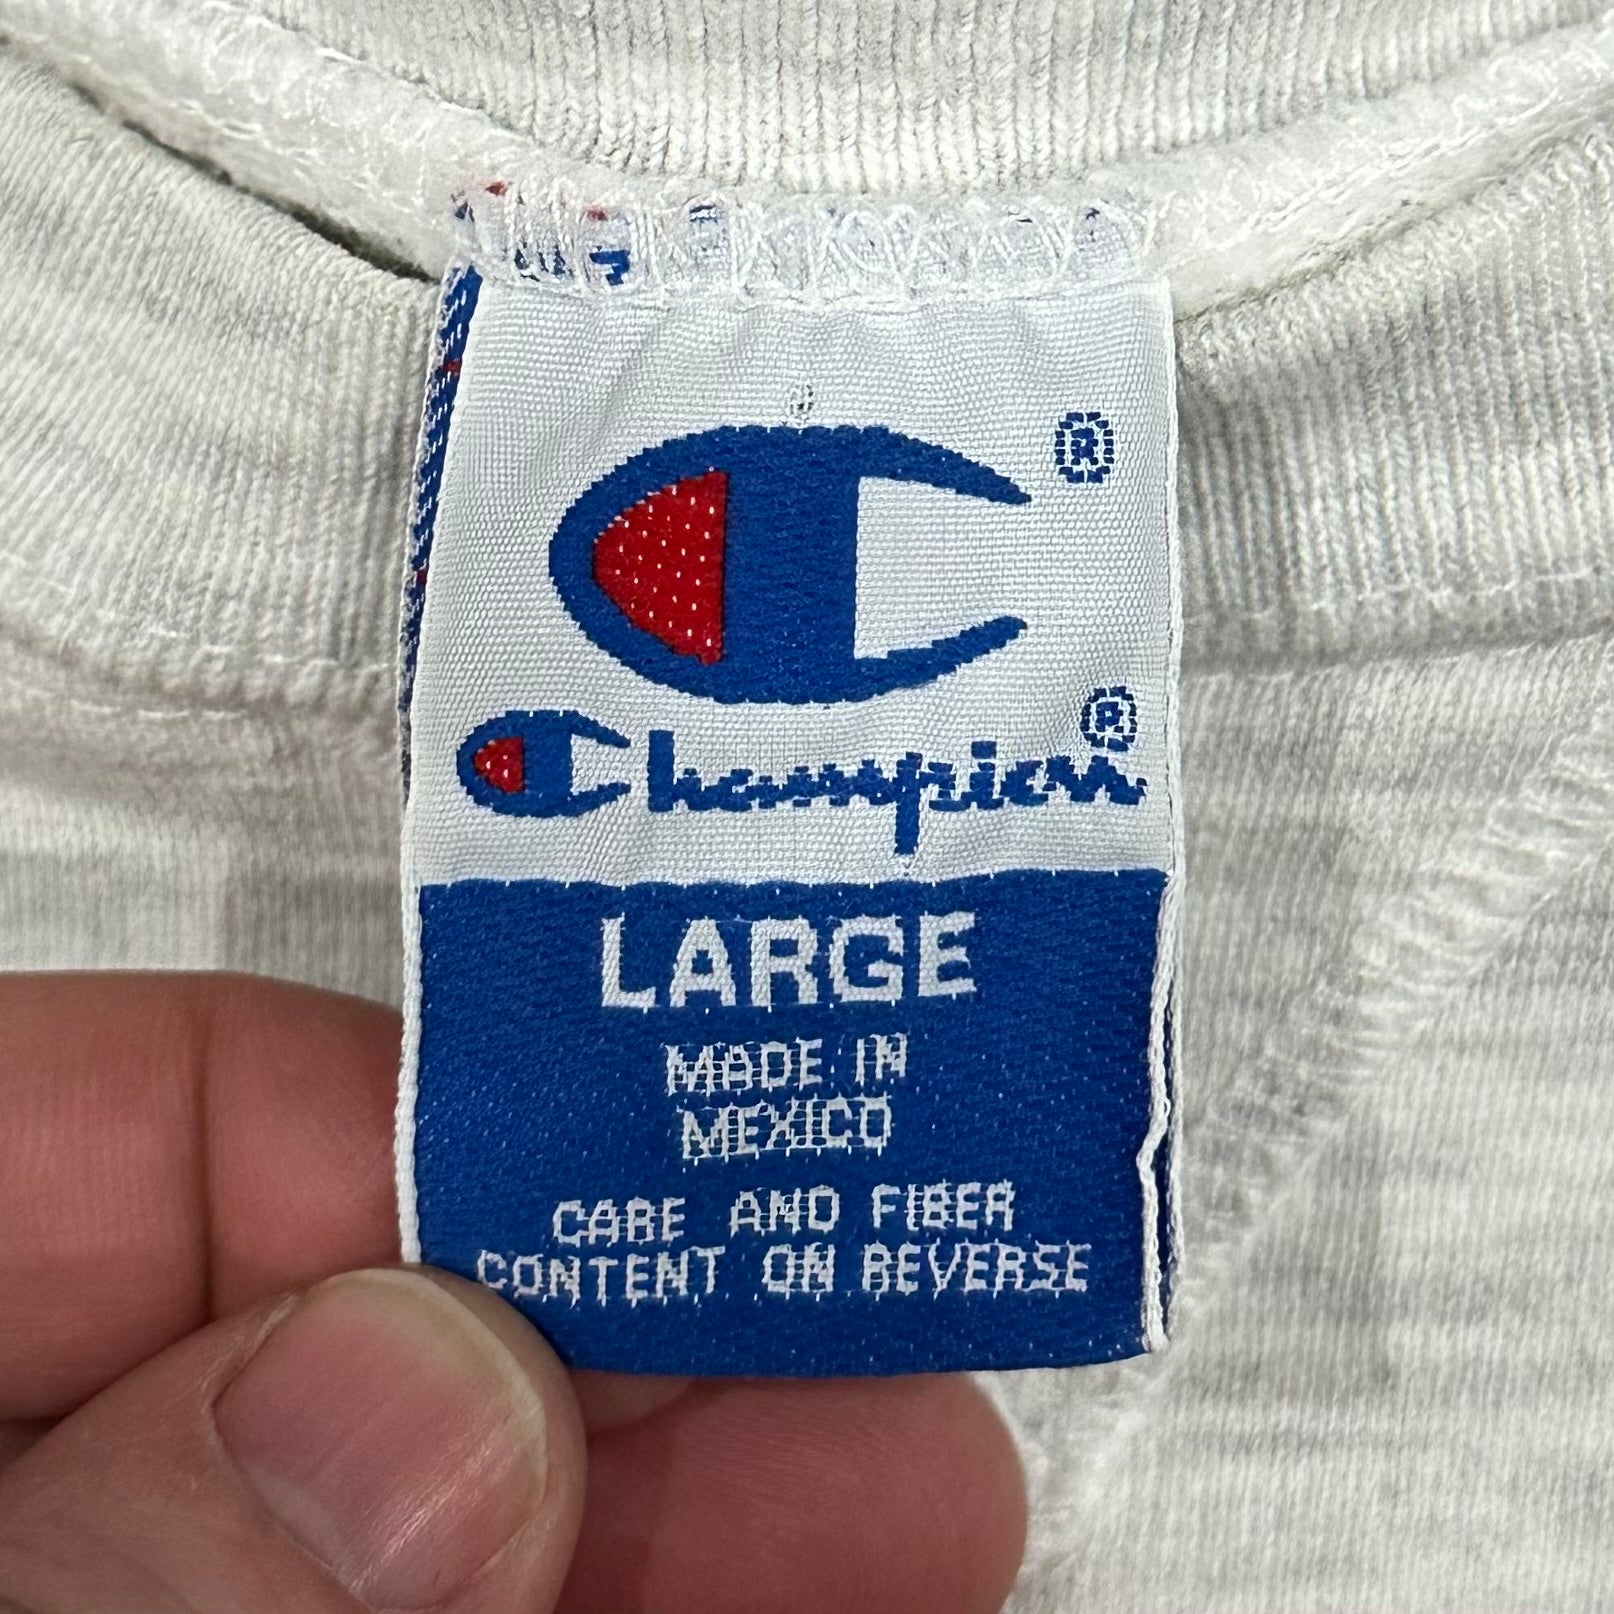 ®
Champion®
LARGE
MADE IN
MEXICO
CARE AND FIBER
CONTENT ON REVERSE